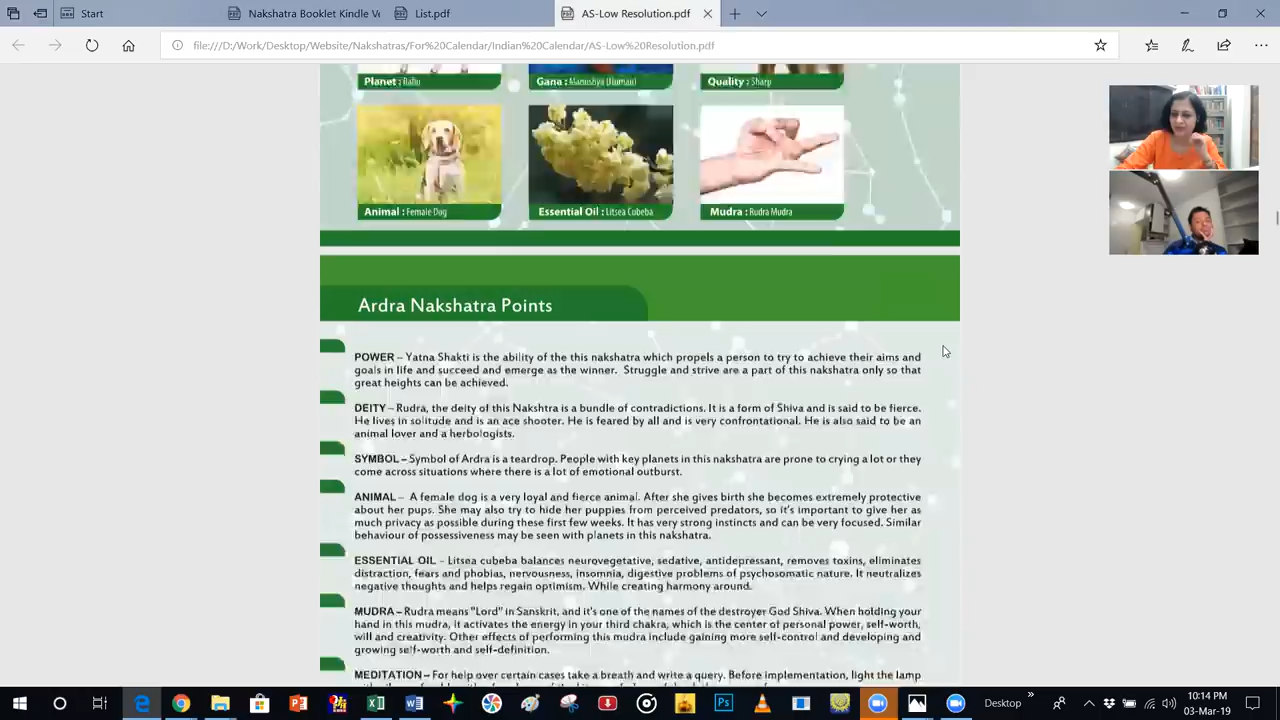 Start
Nakshatra Booklet Kindle Vers
AS-Low Resolution.pdf
file:///D:/Work/Desktop/Website/Nakshatras/For%20Calendar/Indian%20Calendar/AS-Low%20Resolution.pdf
Planet : Rahu
Gana : Manushya (Human)
Quality : Sharp
Animal : Female Dog
Essential Oil : Litsea Cubeba
Mudra : Rudra Mudra
Ardra Nakshatra Points
POWER – Yatna Shakti is the ability of the this nakshatra which propels a person to try to achieve their aims and
goals in life and succeed and emerge as the winner. Struggle and strive are a part of this nakshatra only so that
great heights can be achieved.
DEITY – Rudra, the deity of this Nakshtra is a bundle of contradictions. It is a form of Shiva and is said to be fierce.
He lives in solitude and is an ace shooter. He is feared by all and is very confrontational. He is also said to be an
animal lover and a herbologists.
SYMBOL – Symbol of Ardra is a teardrop. People with key planets in this nakshatra are prone to crying a lot or they
come across situations where there is a lot of emotional outburst.
ANIMAL – A female dog is a very loyal and fierce animal. After she gives birth she becomes extremely protective
about her pups. She may also try to hide her puppies from perceived predators, so it's important to give her as
much privacy as possible during these first few weeks. It has very strong instincts and can be very focused. Similar
behaviour of possessiveness may be seen with planets in this nakshatra.
ESSENTIAL OIL - Litsea cubeba balances neurovegetative, sedative, antidepressant, removes toxins, eliminates
distraction, fears and phobias, nervousness, insomnia, digestive problems of psychosomatic nature. It neutralizes
negative thoughts and helps regain optimism. While creating harmony around.
MUDRA – Rudra means "Lord" in Sanskrit, and it's one of the names of the destroyer God Shiva. When holding your
hand in this mudra, it activates the energy in your third chakra, which is the center of personal power, self-worth,
will and creativity. Other effects of performing this mudra include gaining more self-control and developing and
growing self-worth and self-definition.
MEDITATION – For help over certain cases take a breath and write a query. Before implementation, light the lamp
Desktop
10:14 PM
03-Mar-19